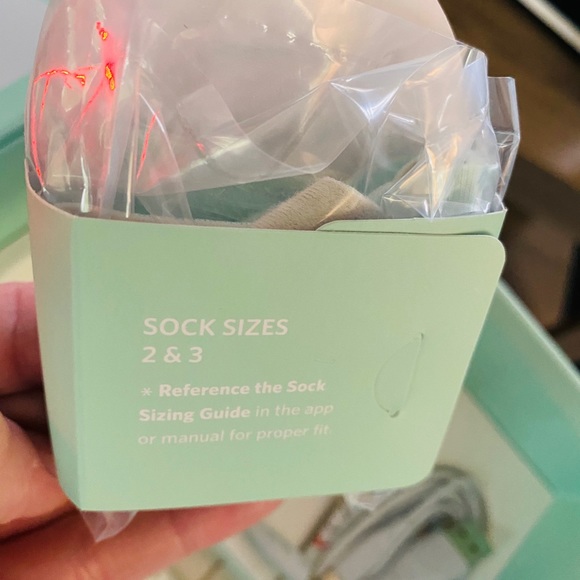 SOCK SIZES
2 & 3
* Reference the Sock
Sizing Guide in the app
or manual for proper fit.